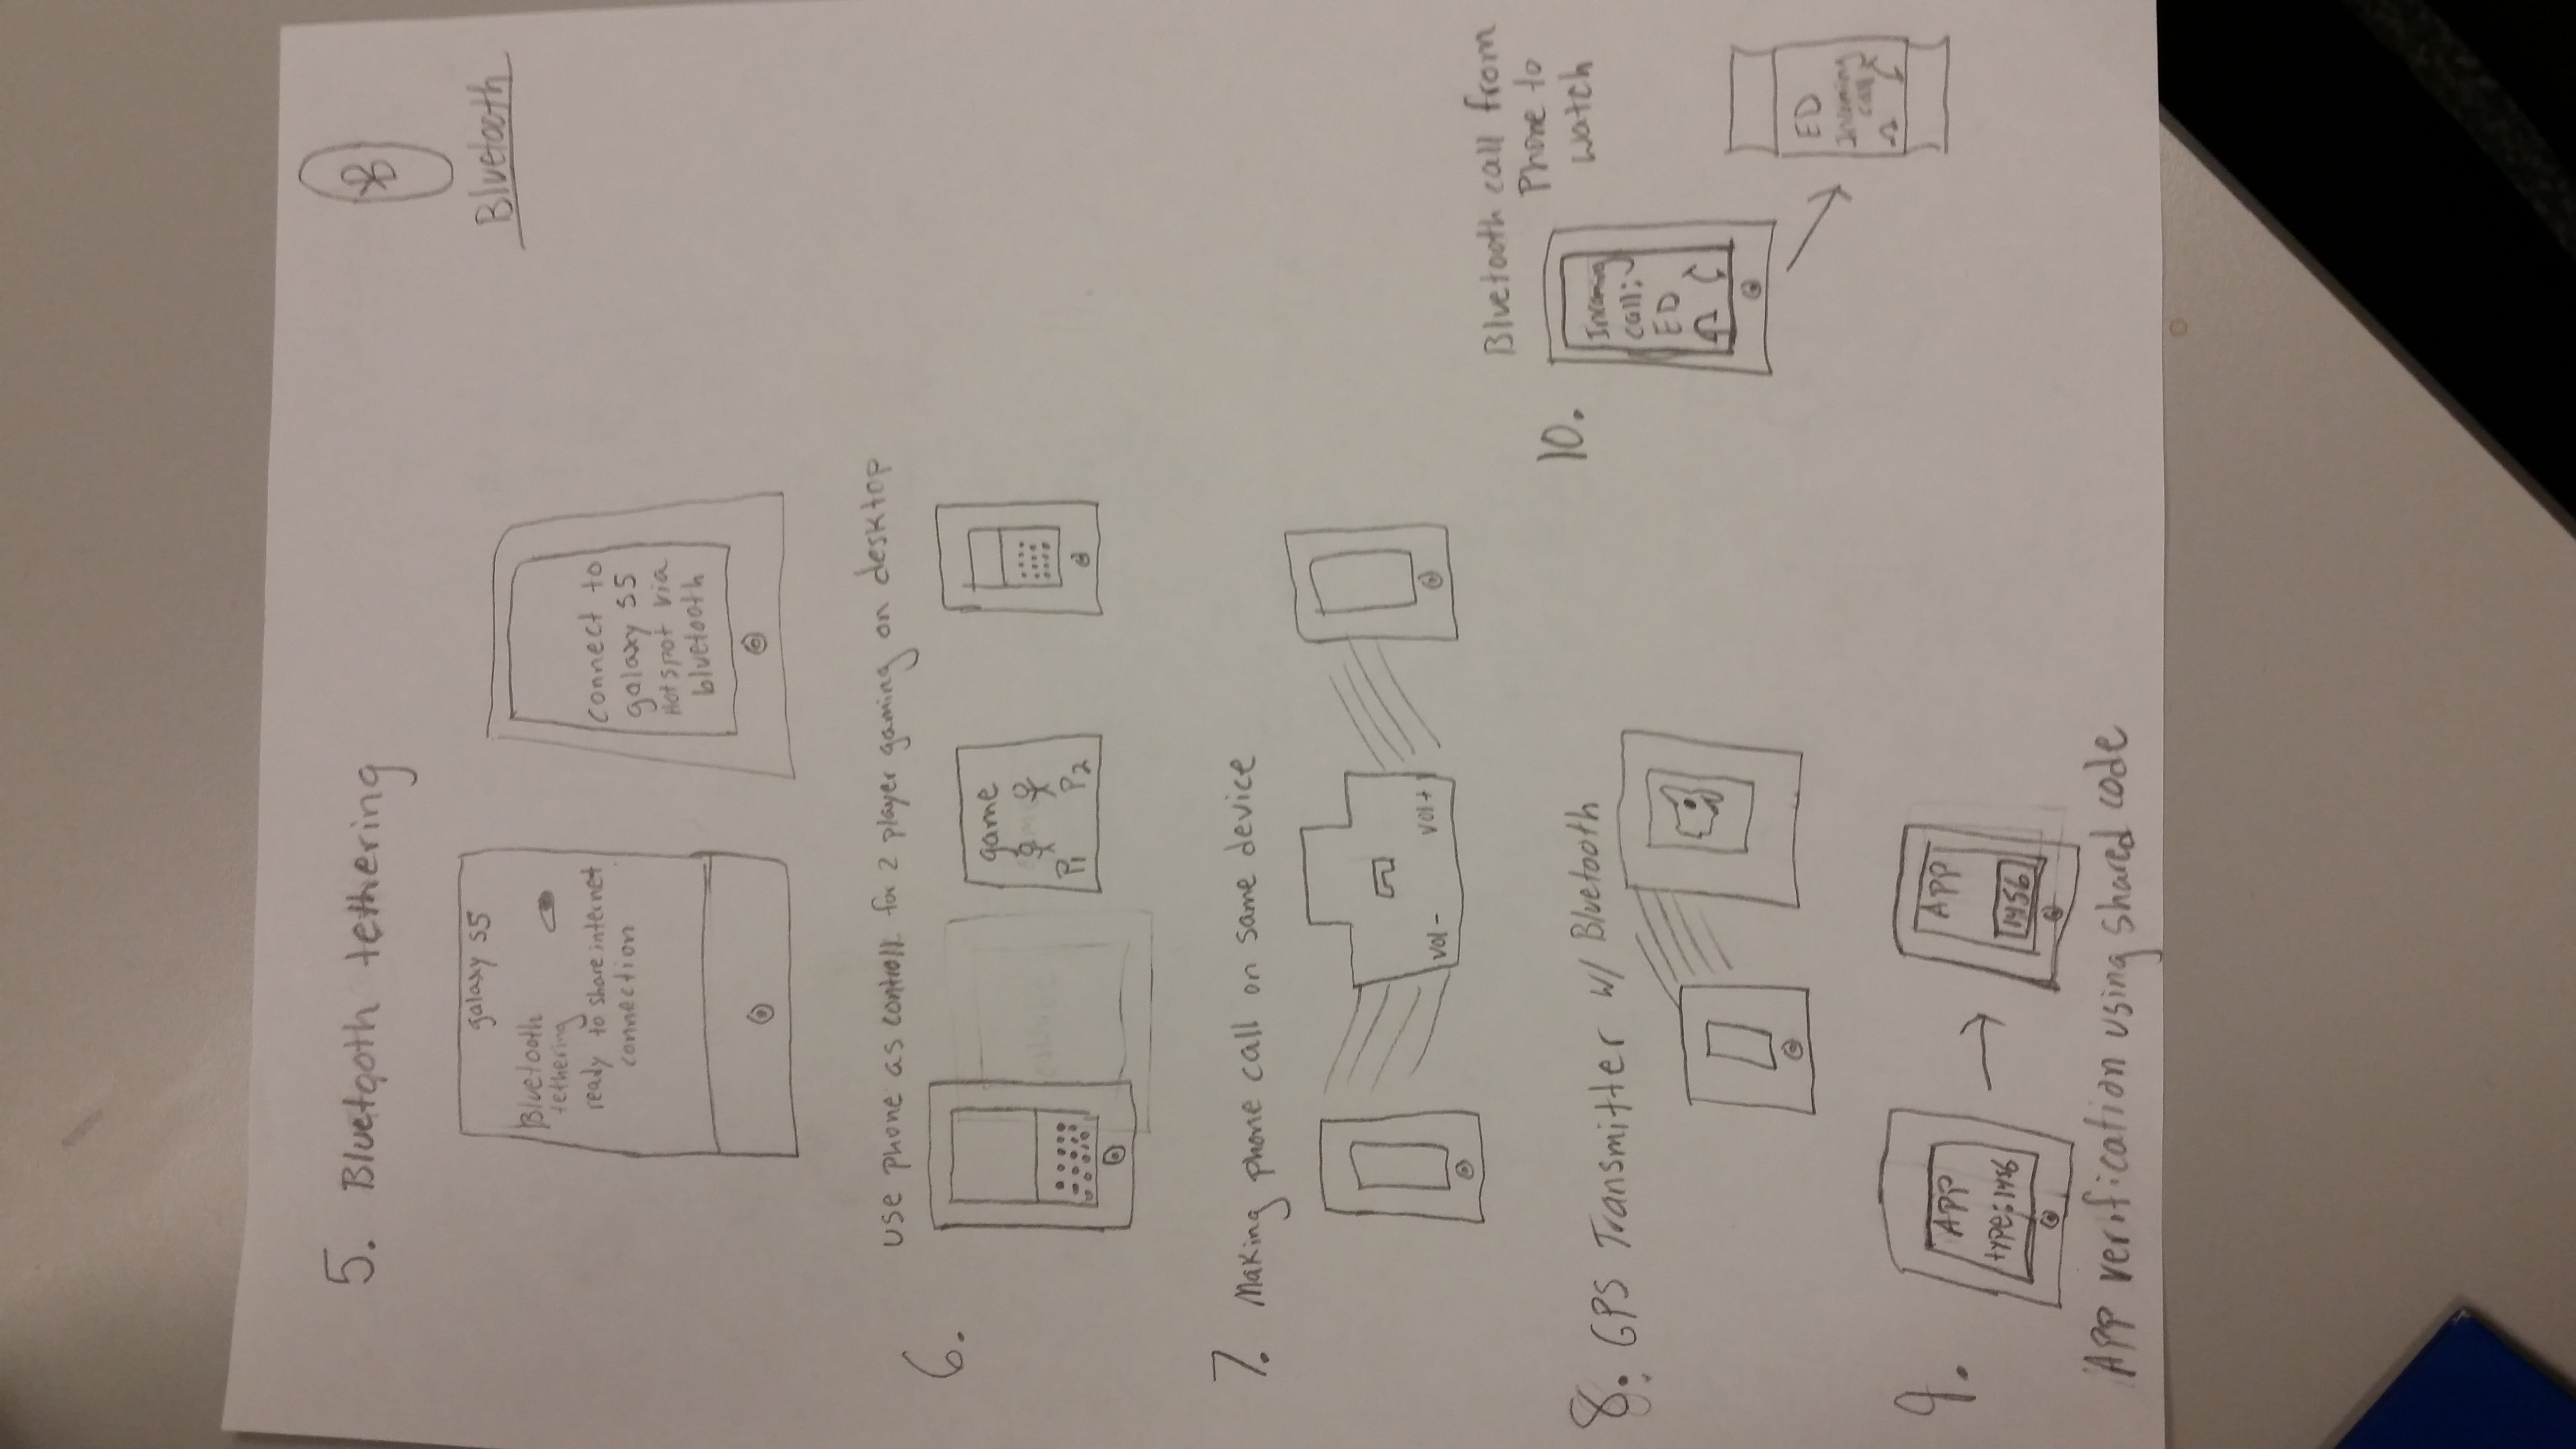 5. Bluetooth tethering
Bluetooth
galaxy S5
Bluetooth
tethering
ready to share internet
connection
connect to
galaxy S5
Hotspot via
bluetooth
6.
use phone as controll for 2 player gaming on desktop
game
P1 P2
7. Making phone call on same device
vol- vol+
8. GPS Transmitter w/ Bluetooth
9.
APP
type:1456
APP
1456
APP verification using shared code
10.
Bluetooth call from
Phone to
watch
Incoming
call:
ED
ED
Incoming
call